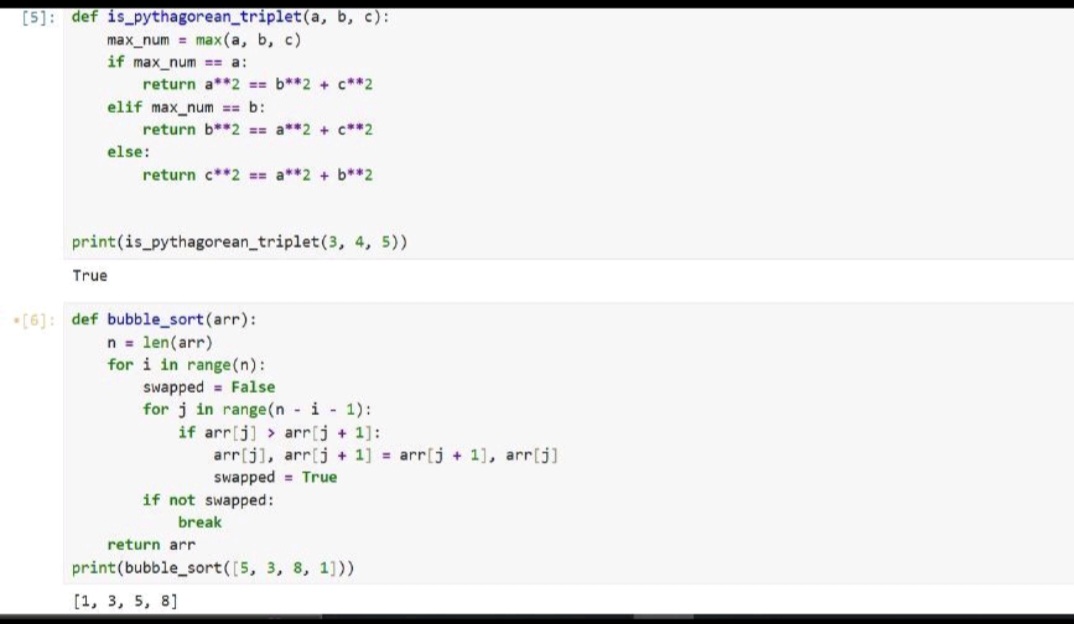 [5]: def is_pythagorean_triplet(a, b, c):
    max_num = max(a, b, c)
    if max_num == a:
        return a**2 == b**2 + c**2
    elif max_num == b:
        return b**2 == a**2 + c**2
    else:
        return c**2 == a**2 + b**2
print(is_pythagorean_triplet(3, 4, 5))
True
•[6]: def bubble_sort(arr):
    n = len(arr)
    for i in range(n):
        swapped = False
        for j in range(n - i - 1):
            if arr[j] > arr[j + 1]:
                arr[j], arr[j + 1] = arr[j + 1], arr[j]
                swapped = True
        if not swapped:
            break
    return arr
print(bubble_sort([5, 3, 8, 1]))
[1, 3, 5, 8]